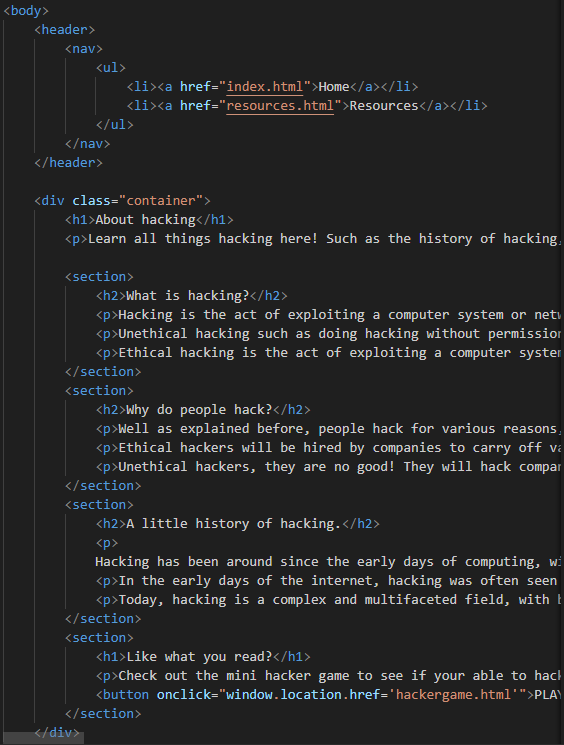 <body>
<header>
<nav>
<ul>
<li><a href="index.html">Home</a></li>
<li><a href="resources.html">Resources</a></li>
</ul>
</nav>
</header>
<div class="container">
<h1>About hacking</h1>
<p>Learn all things hacking here! Such as the history of hacking,
<section>
<h2>What is hacking?</h2>
<p>Hacking is the act of exploiting a computer system or
<p>Unethical hacking such as doing hacking without
<p>Ethical hacking is the act of exploiting a computer
</section>
<section>
<h2>Why do people hack?</h2>
<p>Well as explained before, people hack for various reasons,
<p>Ethical hackers will be hired by companies to carry off
<p>Unethical hackers, they are no good! They will hack
</section>
<section>
<h2>A little history of hacking.</h2>
<p>
Hacking has been around since the early days of computing,
<p>In the early days of the internet, hacking was often seen
<p>Today, hacking is a complex and multifaceted field, with
</section>
<section>
<h1>Like what you read?</h1>
<p>Check out the mini hacker game to see if your able to hac
<button onclick="window.location.href='hackergame.html'">PLA
</section>
</div>